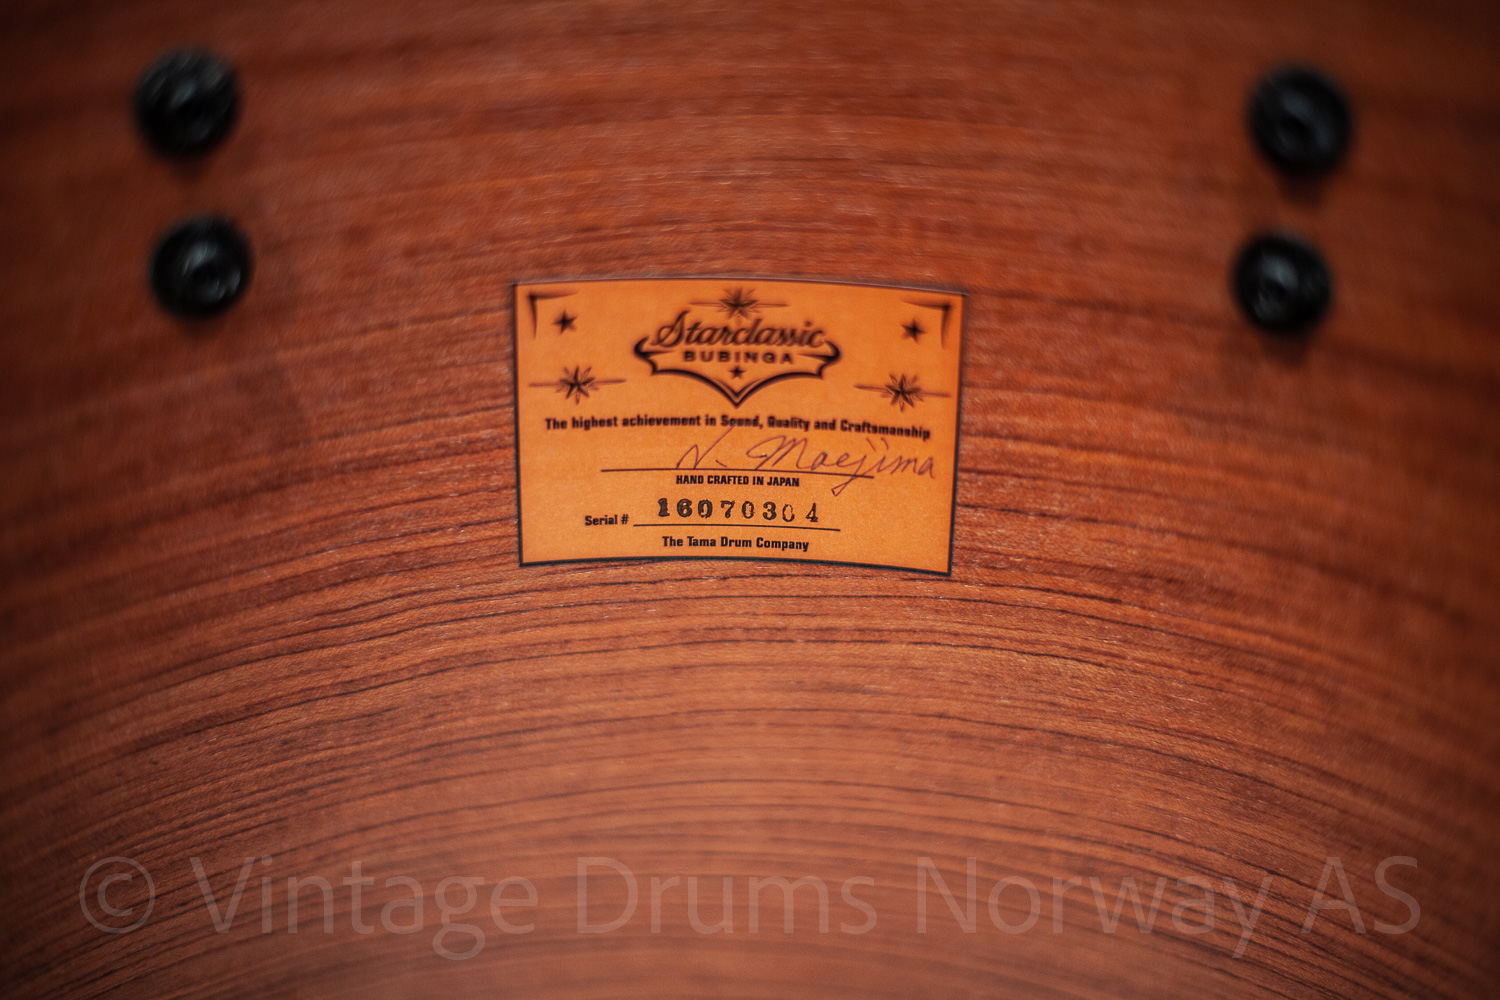 Starclassic
BUBINGA
The highest achievement in Sound, Quality and Craftsmanship
N. Maejima
HAND CRAFTED IN JAPAN
Serial # 16070304
The Tama Drum Company
© Vintage Drums Norway AS